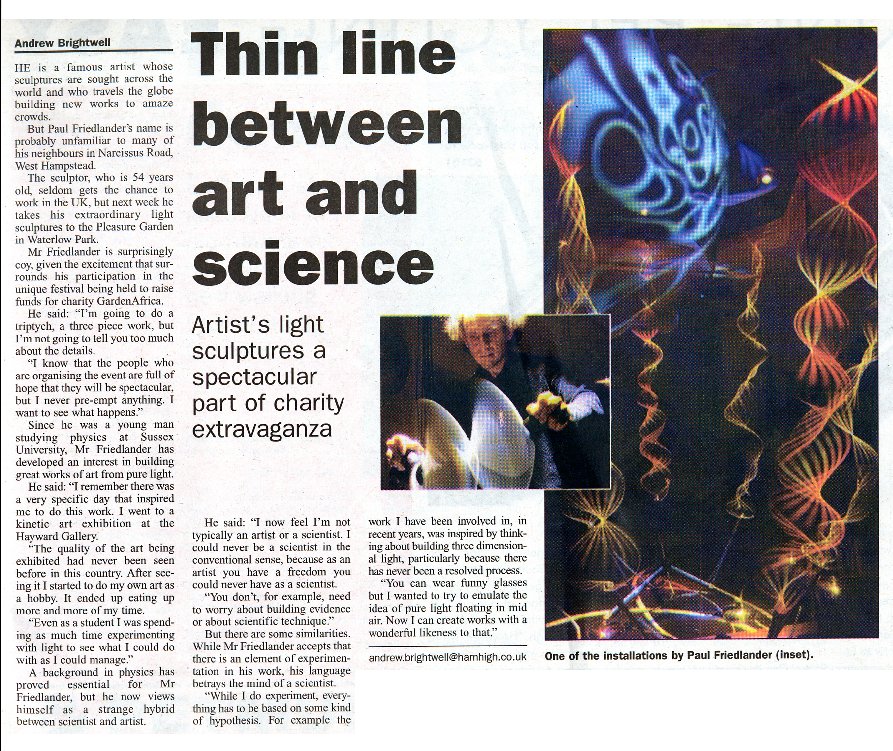 Andrew Brightwell
HE is a famous artist whose
sculptures are sought across the
world and who travels the globe
building new works to amaze
crowds.
But Paul Friedlander's name is
probably unfamiliar to many of
his neighbours in Narcissus Road,
West Hampstead.
The sculptor, who is 54 years
old, seldom gets the chance to
work in the UK, but next week he
takes his extraordinary light
sculptures to the Pleasure Garden
in Waterlow Park.
Mr Friedlander is surprisingly
coy, given the excitement that sur-
rounds his participation in the
unique festival being held to raise
funds for charity GardenAfrica.
He said: "I'm going to do a
triptych, a three piece work, but
I'm not going to tell you too much
about the details.
"I know that the people who
are organising the event are full of
hope that they will be spectacular,
but I never pre-empt anything. I
want to see what happens."
Since he was a young man
studying physics at Sussex
University, Mr Friedlander has
developed an interest in building
great works of art from pure light.
He said: "I remember there was
a very specific day that inspired
me to do this work. I went to a
kinetic art exhibition at the
Hayward Gallery.
"The quality of the art being
exhibited had never been seen
before in this country. After see-
ing it I started to do my own art as
a hobby. It ended up eating up
more and more of my time.
"Even as a student I was spend-
ing as much time experimenting
with light to see what I could do
with as I could manage."
A background in physics has
proved essential for Mr
Friedlander, but he now views
himself as a strange hybrid
between scientist and artist.
Thin line
between
art and
science
Artist's light
sculptures a
spectacular
part of charity
extravaganza
He said: "I now feel I'm not
typically an artist or a scientist. I
could never be a scientist in the
conventional sense, because as an
artist you have a freedom you
could never have as a scientist.
"You don't, for example, need
to worry about building evidence
or about scientific technique."
But there are some similarities.
While Mr Friedlander accepts that
there is an element of experimen-
tation in his work, his language
betrays the mind of a scientist.
"While I do experiment, every-
thing has to be based on some kind
of hypothesis. For example the
work I have been involved in, in
recent years, was inspired by think-
ing about building three dimension-
al light, particularly because there
has never been a resolved process.
"You can wear funny glasses
but I wanted to try to emulate the
idea of pure light floating in mid
air. Now I can create works with a
wonderful likeness to that."
andrew.brightwell@hamhigh.co.uk
One of the installations by Paul Friedlander (inset).